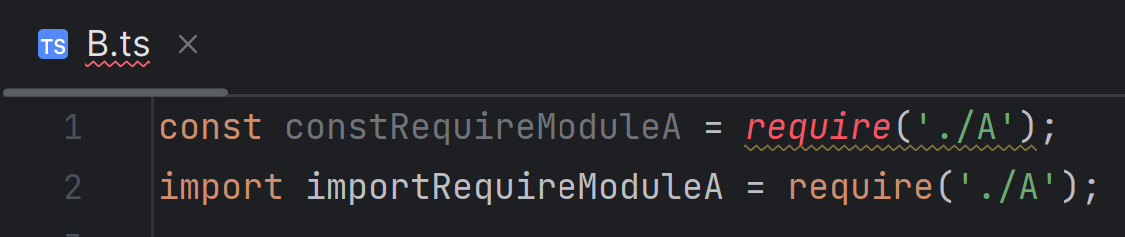 TS B.ts ×
1 const constRequireModuleA = require('./A');
2 import importRequireModuleA = require('./A');